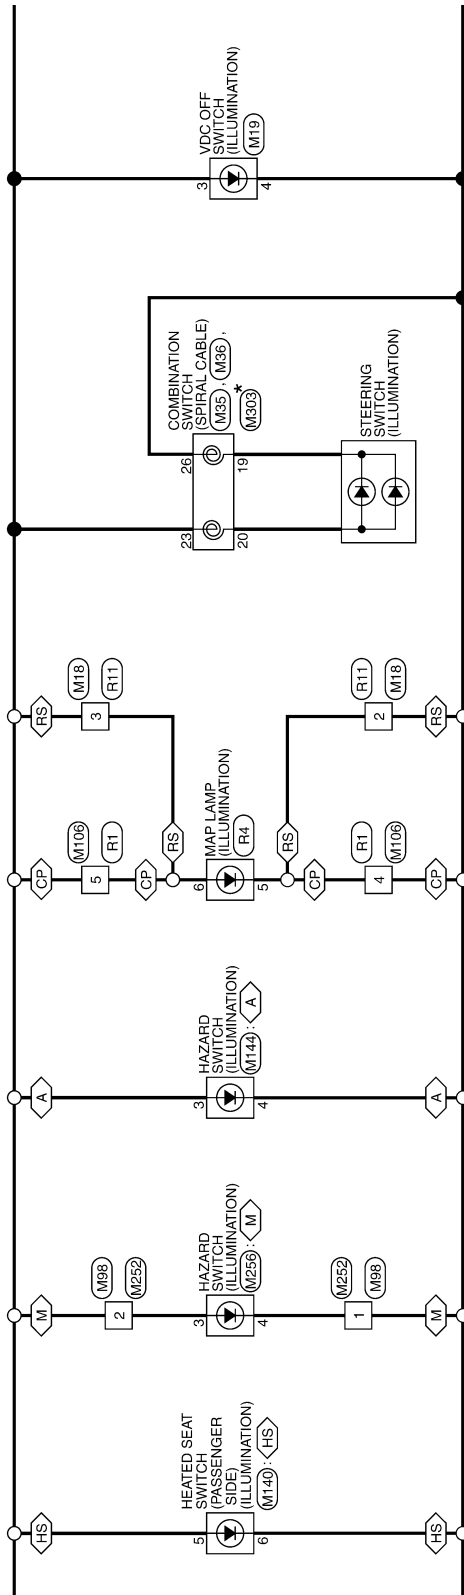 HS
HEATED SEAT
SWITCH
(PASSENGER
SIDE)
(ILLUMINATION)
M140 : HS
5
6
HS
M
M98
2
M252
HAZARD
SWITCH
(ILLUMINATION)
M256 : M
3
4
M252
1
M98
M
A
HAZARD
SWITCH
(ILLUMINATION)
M144 : A
3
4
A
CP
M106
5
R1
CP
RS
M18
3
R11
RS
MAP LAMP
(ILLUMINATION)
R4
6
5
RS
CP
R1
4
M106
CP
R11
2
M18
RS
COMBINATION
SWITCH
(SPIRAL CABLE)
M35 , M36 ,
*
M303
23 26
20 19
STEERING
SWITCH
(ILLUMINATION)
VDC OFF
SWITCH
(ILLUMINATION)
M19
3
4